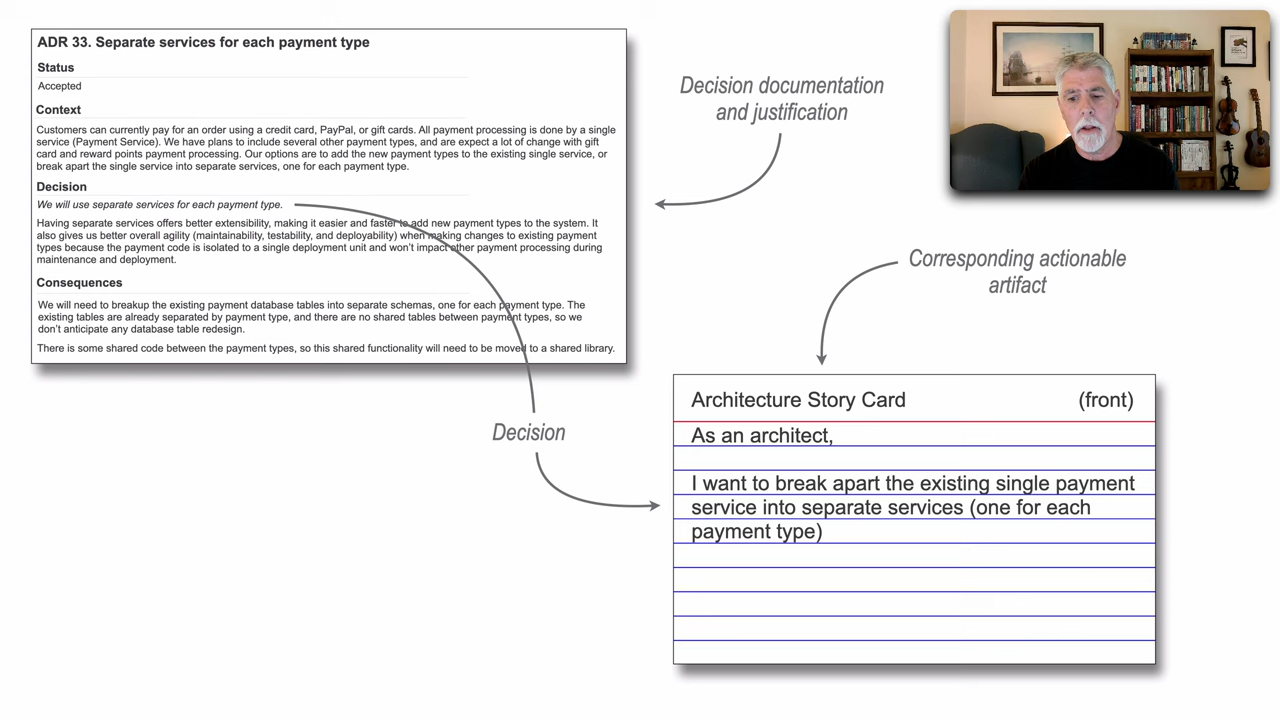 ADR 33. Separate services for each payment type
Status
Accepted
Context
Customers can currently pay for an order using a credit card, PayPal, or gift cards. All payment processing is done by a single
service (Payment Service). We have plans to include several other payment types, and are expect a lot of change with gift
card and reward points payment processing. Our options are to add the new payment types to the existing single service, or
break apart the single service into separate services, one for each payment type.
Decision
We will use separate services for each payment type.
Having separate services offers better extensibility, making it easier and faster to add new payment types to the system. It
also gives us better overall agility (maintainability, testability, and deployability) when making changes to existing payment
types because the payment code is isolated to a single deployment unit and won't impact other payment processing during
maintenance and deployment.
Consequences
We will need to breakup the existing payment database tables into separate schemas, one for each payment type. The
existing tables are already separated by payment type, and there are no shared tables between payment types, so we
don't anticipate any database table redesign.
There is some shared code between the payment types, so this shared functionality will need to be moved to a shared library.
Decision documentation
and justification
Corresponding actionable
artifact
Decision
Architecture Story Card (front)
As an architect,
I want to break apart the existing single payment
service into separate services (one for each
payment type)